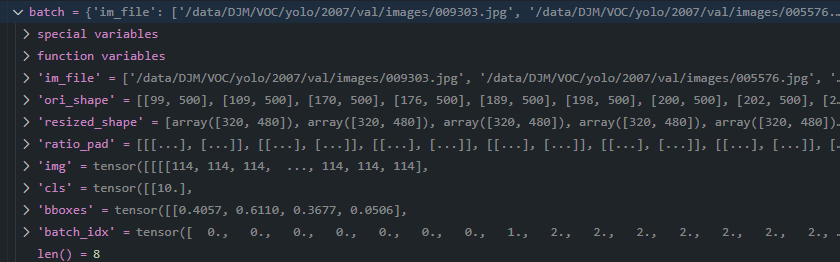 batch = {'im_file': ['/data/DJM/VOC/yolo/2007/val/images/009303.jpg', '/data/DJM/VOC/yolo/2007/val/images/005576...
special variables
function variables
'im_file' = ['/data/DJM/VOC/yolo/2007/val/images/009303.jpg', '/data/DJM/VOC/yolo/2007/val/images/005576.jpg', '...
'ori_shape' = [[99, 500], [109, 500], [170, 500], [176, 500], [189, 500], [198, 500], [200, 500], [202, 500], [2...
'resized_shape' = [array([320, 480]), array([320, 480]), array([320, 480]), array([320, 480]), array([320, 480])...
'ratio_pad' = [[[...], [...]], [[...], [...]], [[...], [...]], [[...], [...]], [[...], [...]], [[...], [...]], [...
'img' = tensor([[[[114, 114, 114,  ..., 114, 114, 114],
'cls' = tensor([[[10.],
'bboxes' = tensor([[0.4057, 0.6110, 0.3677, 0.0506],
'batch_idx' = tensor([  0.,   0.,   0.,   0.,   0.,   0.,   0.,   1.,   2.,   2.,   2.,   2.,   2.,   2.,   2., ...
len() = 8